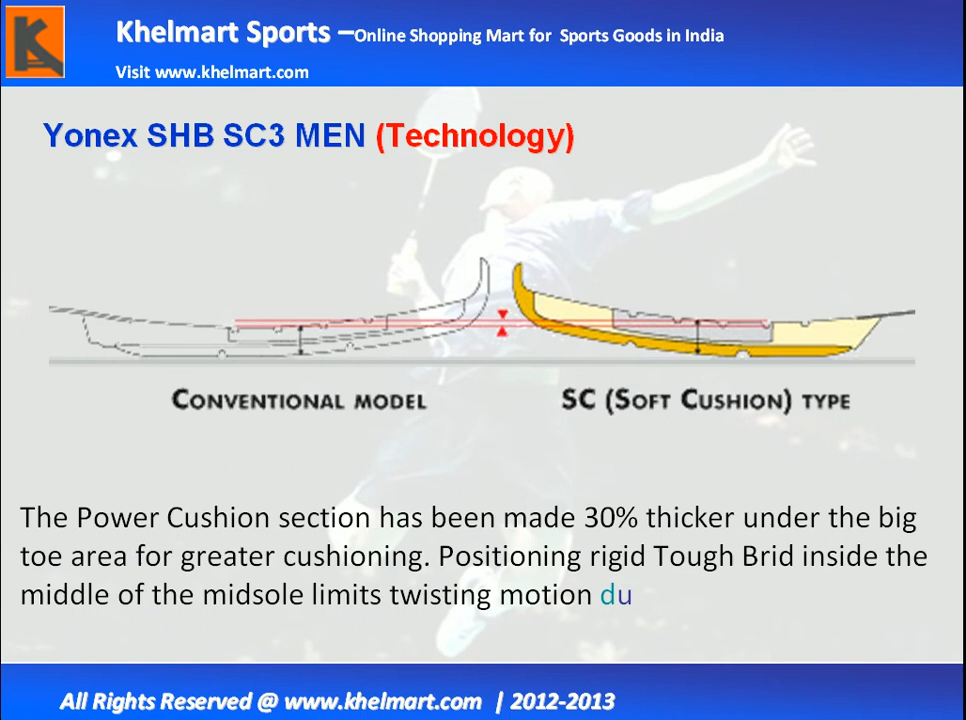 Khelmart Sports –Online Shopping Mart for Sports Goods in India
Visit www.khelmart.com
Yonex SHB SC3 MEN (Technology)
CONVENTIONAL MODEL
SC (SOFT CUSHION) TYPE
The Power Cushion section has been made 30% thicker under the big
toe area for greater cushioning. Positioning rigid Tough Brid inside the
middle of the midsole limits twisting motion du
All Rights Reserved @ www.khelmart.com | 2012-2013